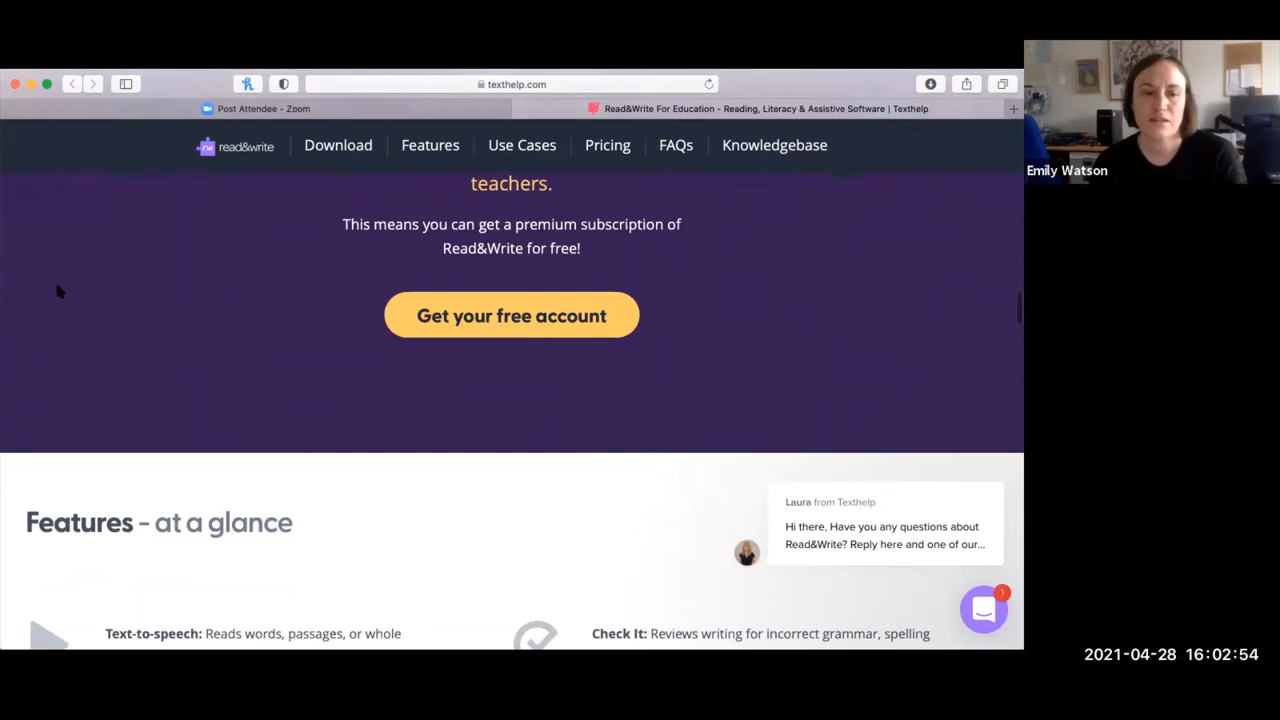 texthelp.com
Post Attendee - Zoom
Read&Write For Education - Reading, Literacy & Assistive Software | Texthelp
rw read&write
Download
Features
Use Cases
Pricing
FAQs
Knowledgebase
Emily Watson
teachers.
This means you can get a premium subscription of
Read&Write for free!
Get your free account
Features - at a glance
Laura from Texthelp
Hi there, Have you any questions about
Read&Write? Reply here and one of our...
1
Text-to-speech: Reads words, passages, or whole
Check It: Reviews writing for incorrect grammar, spelling
2021-04-28 16:02:54